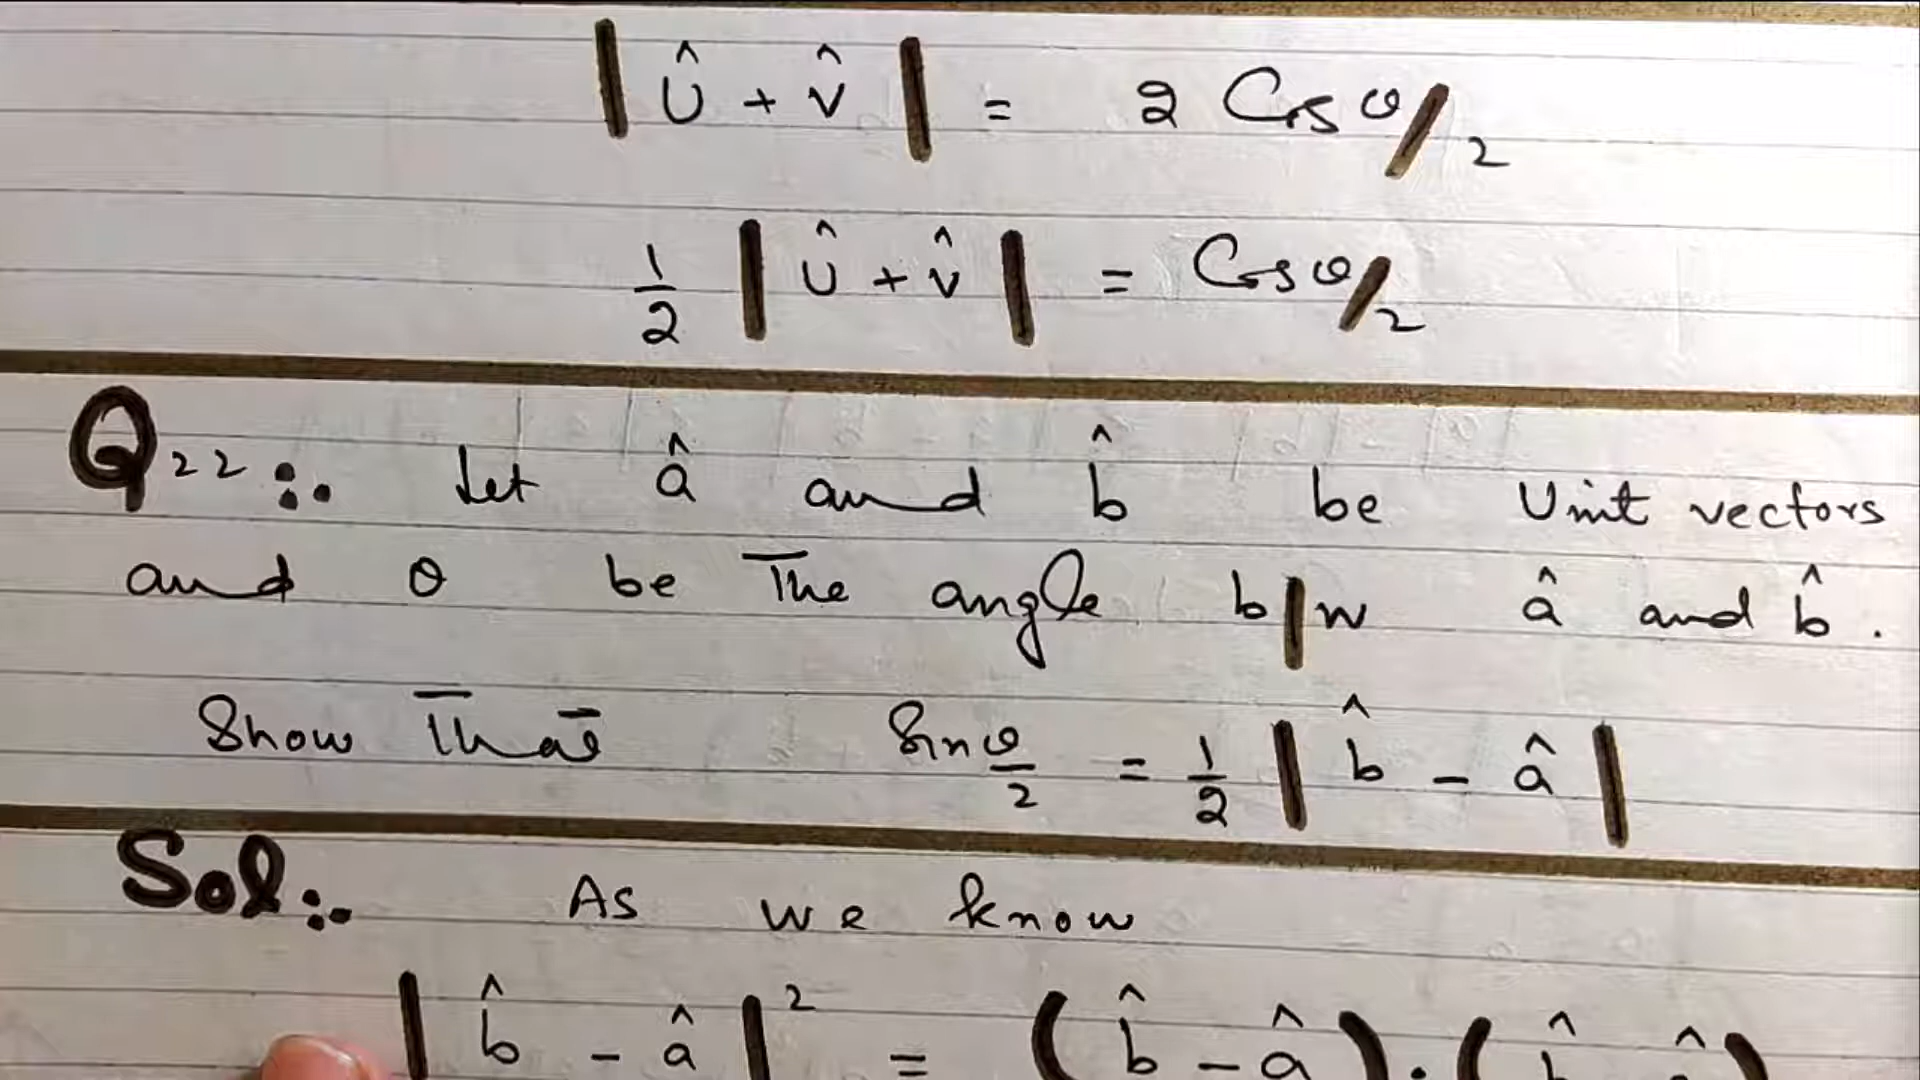 | û + v̂ | = 2 Cos θ/2
1/2 | û + v̂ | = Cos θ/2
Q22 :. Let â and b̂ be Unit vectors
and θ be The angle b|w â and b̂ .
Show That Sin θ/2 = 1/2 | b̂ - â |
Sol :. As we know
| b̂ - â |² = ( b̂ - â ) . ( b̂ â )